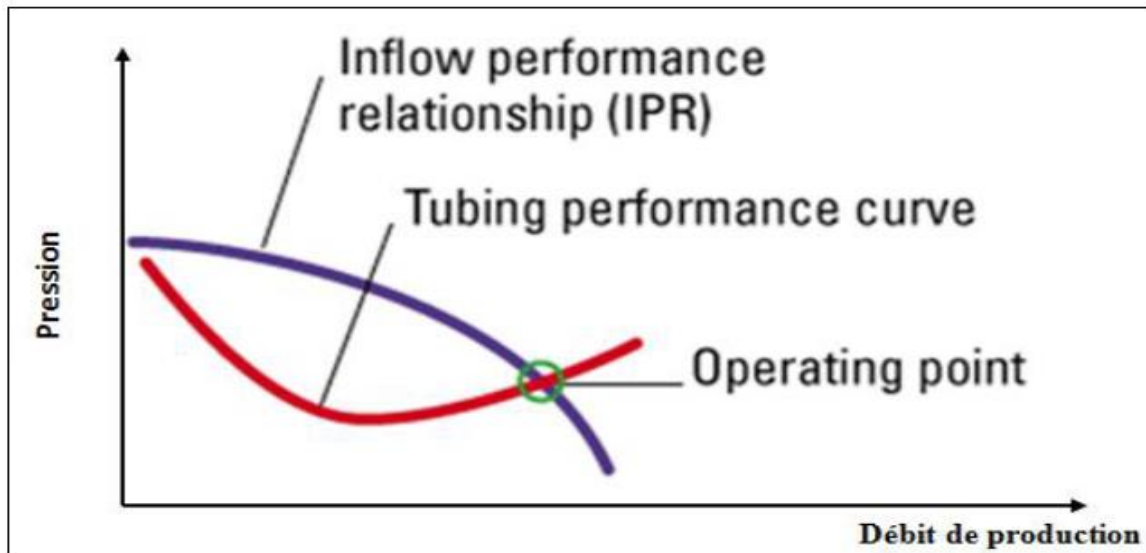 Inflow performance
relationship (IPR)
Tubing performance curve
Operating point
Pression
Débit de production